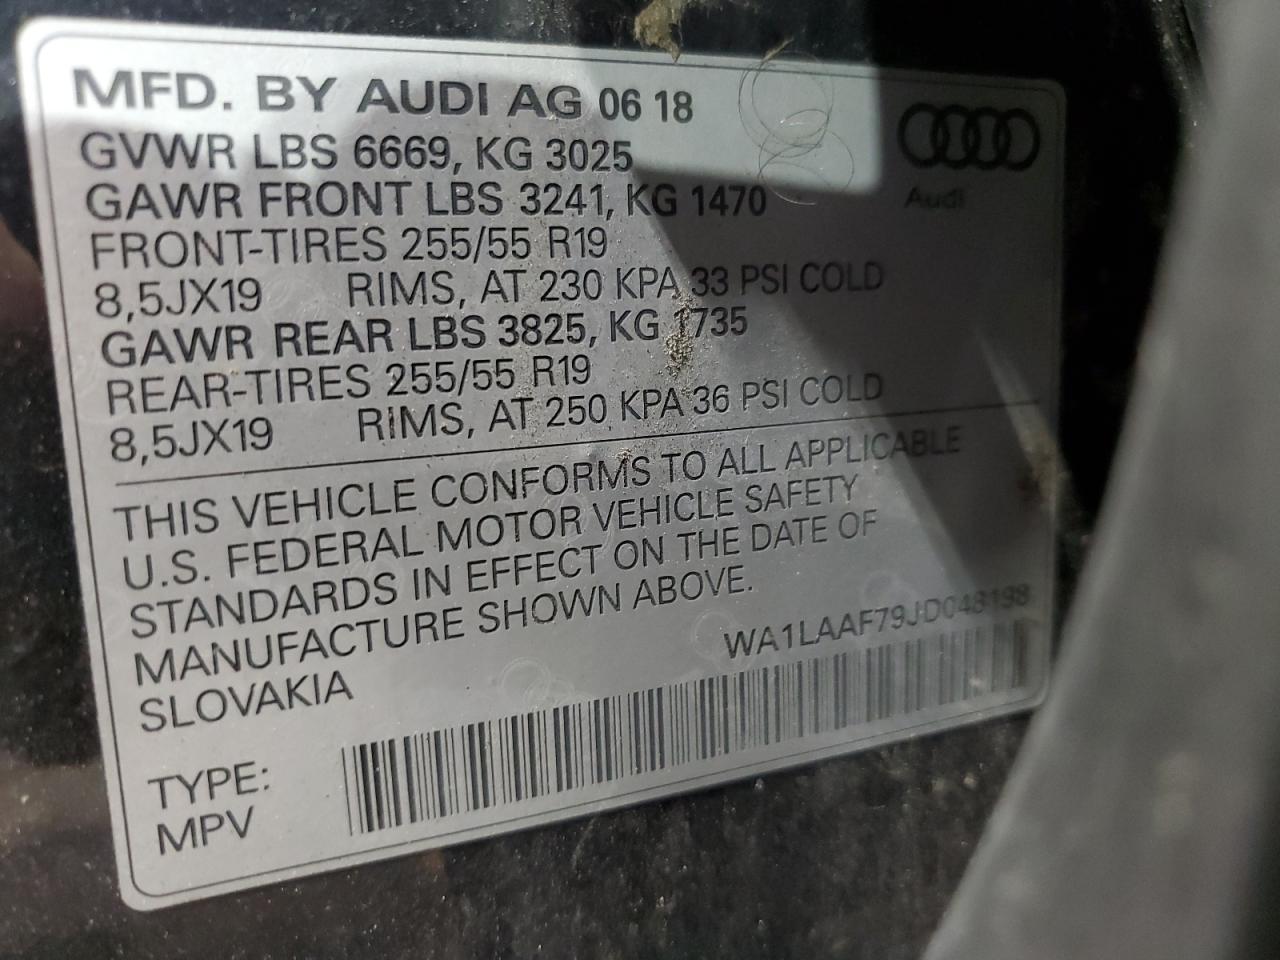 MFD. BY AUDI AG 06 18
GVWR LBS 6669, KG 3025
GAWR FRONT LBS 3241, KG 1470
FRONT-TIRES 255/55 R19
8,5JX19 RIMS, AT 230 KPA 33 PSI COLD
GAWR REAR LBS 3825, KG 1735
REAR-TIRES 255/55 R19
8,5JX19 RIMS, AT 250 KPA 36 PSI COLD
Audi
THIS VEHICLE CONFORMS TO ALL APPLICABLE
U.S. FEDERAL MOTOR VEHICLE SAFETY
STANDARDS IN EFFECT ON THE DATE OF
MANUFACTURE SHOWN ABOVE.
SLOVAKIA
WA1LAAF79JD048198
TYPE:
MPV